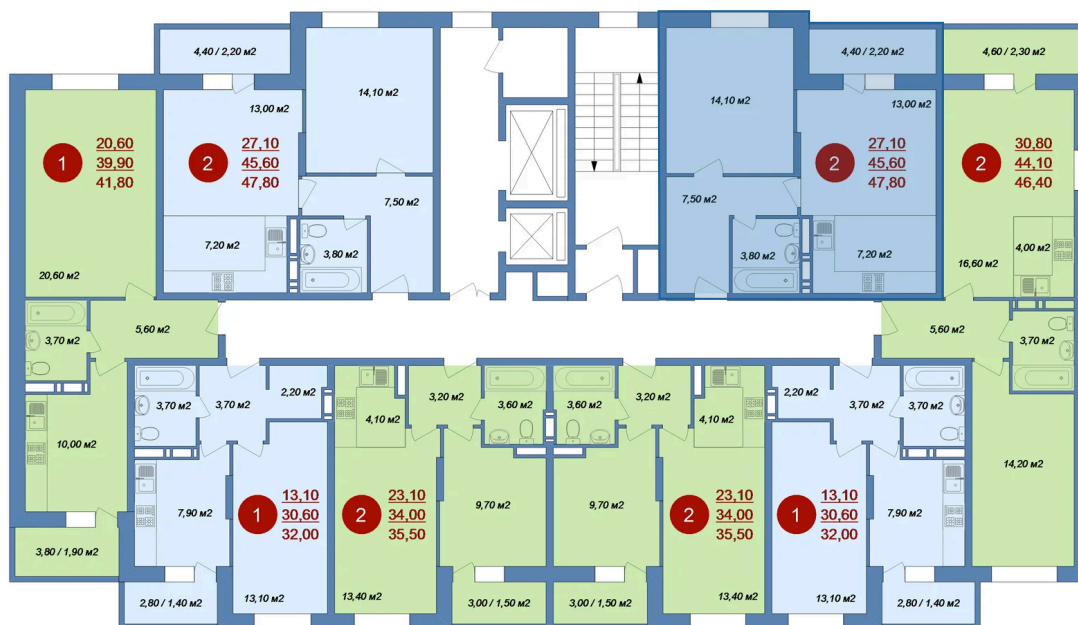 4,40 / 2,20 м2
14,10 м2
13,00 м2
2
27,10
45,60
47,80
7,50 м2
7,20 м2
3,80 м2
1
20,60
39,90
41,80
20,60 м2
3,70 м2
5,60 м2
10,00 м2
3,80 / 1,90 м2
14,10 м2
4,40 / 2,20 м2
13,00 м2
2
27,10
45,60
47,80
7,50 м2
3,80 м2
7,20 м2
4,60 / 2,30 м2
2
30,80
44,10
46,40
4,00 м2
16,60 м2
5,60 м2
3,70 м2
14,20 м2
3,70 м2
3,70 м2
2,20 м2
7,90 м2
1
13,10
30,60
32,00
13,10 м2
2,80 / 1,40 м2
4,10 м2
3,20 м2
3,60 м2
2
23,10
34,00
35,50
9,70 м2
13,40 м2
3,00 / 1,50 м2
3,60 м2
3,20 м2
4,10 м2
9,70 м2
2
23,10
34,00
35,50
3,00 / 1,50 м2
13,40 м2
2,20 м2
3,70 м2
3,70 м2
1
13,10
30,60
32,00
7,90 м2
13,10 м2
2,80 / 1,40 м2